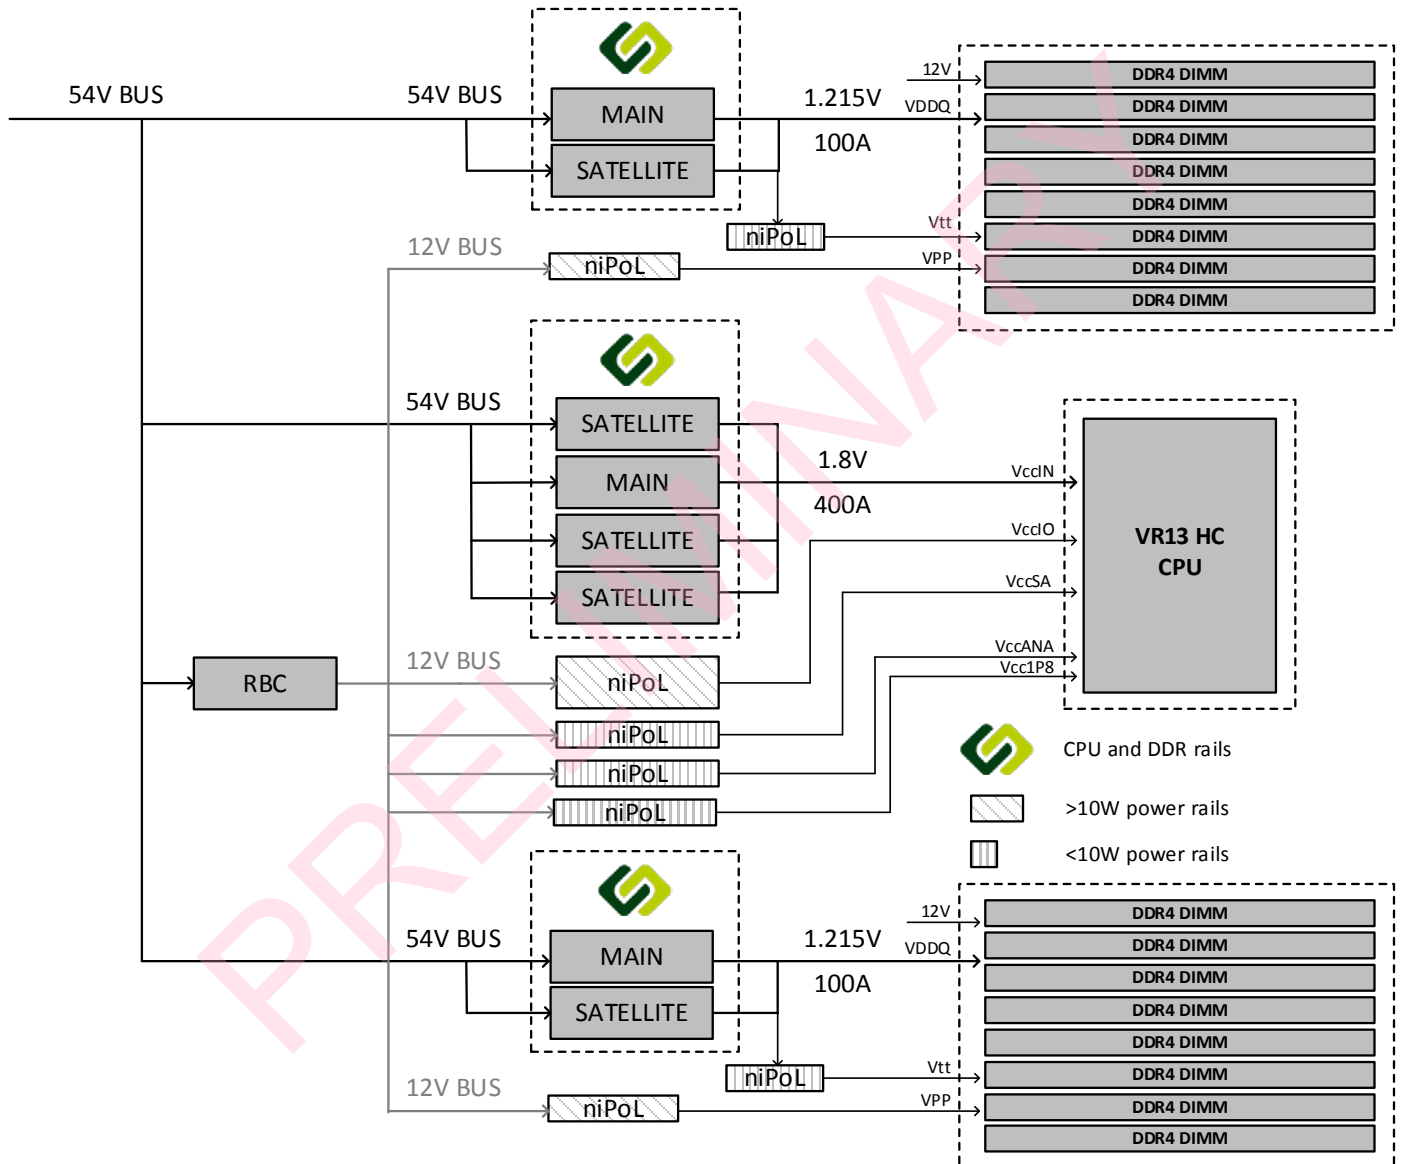 54V BUS
54V BUS
MAIN
SATELLITE
1.215V
100A
12V
VDDQ
Vtt
VPP
niPoL
12V BUS
niPoL
DDR4 DIMM
DDR4 DIMM
DDR4 DIMM
DDR4 DIMM
DDR4 DIMM
DDR4 DIMM
DDR4 DIMM
DDR4 DIMM
54V BUS
SATELLITE
MAIN
SATELLITE
SATELLITE
1.8V
400A
VccIN
VccIO
VccSA
VccANA
Vcc1P8
VR13 HC
CPU
RBC
12V BUS
niPoL
niPoL
niPoL
niPoL
CPU and DDR rails
>10W power rails
<10W power rails
54V BUS
MAIN
SATELLITE
1.215V
100A
12V
VDDQ
Vtt
VPP
niPoL
12V BUS
niPoL
DDR4 DIMM
DDR4 DIMM
DDR4 DIMM
DDR4 DIMM
DDR4 DIMM
DDR4 DIMM
DDR4 DIMM
DDR4 DIMM
PRELIMINARY